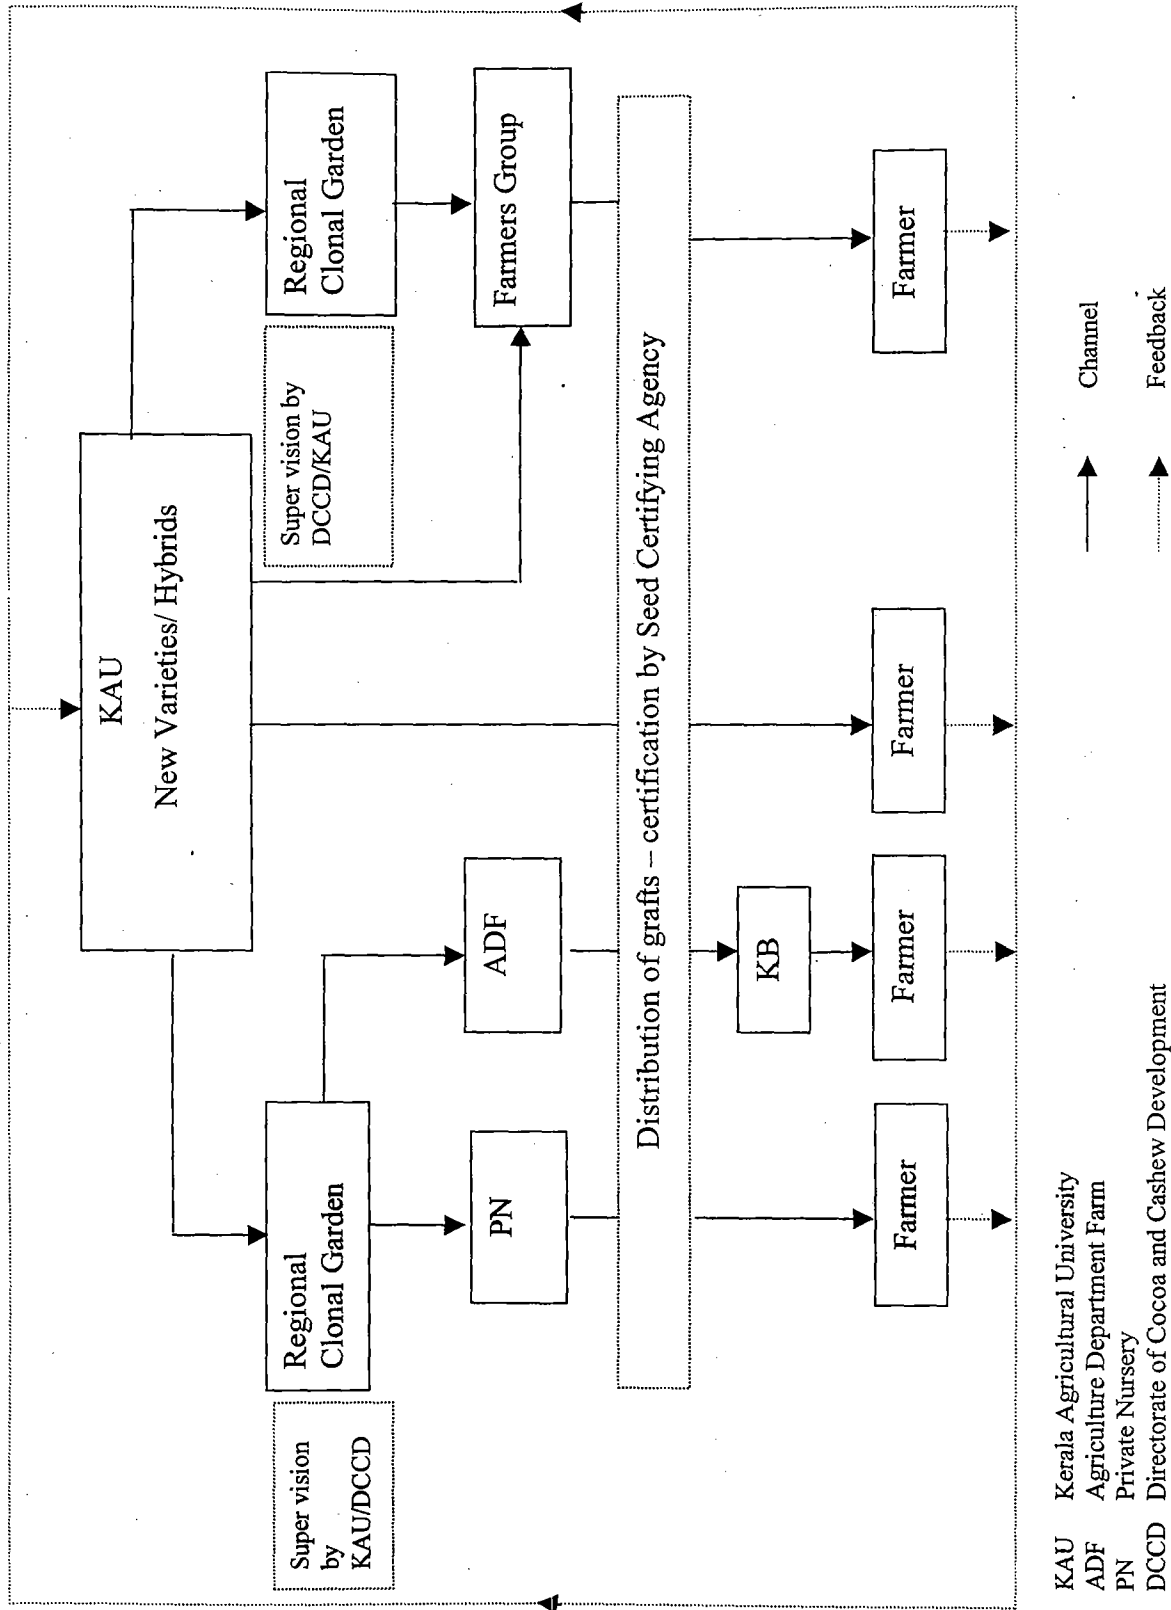 KAU
New Varieties/ Hybrids
Super vision
by
KAU/DCCD
Regional
Clonal Garden
Super vision by
DCCD/KAU
Regional
Clonal Garden
PN
ADF
Farmers Group
Distribution of grafts – certification by Seed Certifying Agency
KB
Farmer
Farmer
Farmer
Farmer
KAU Kerala Agricultural University
ADF Agriculture Department Farm
PN Private Nursery
DCCD Directorate of Cocoa and Cashew Development
Channel
Feedback